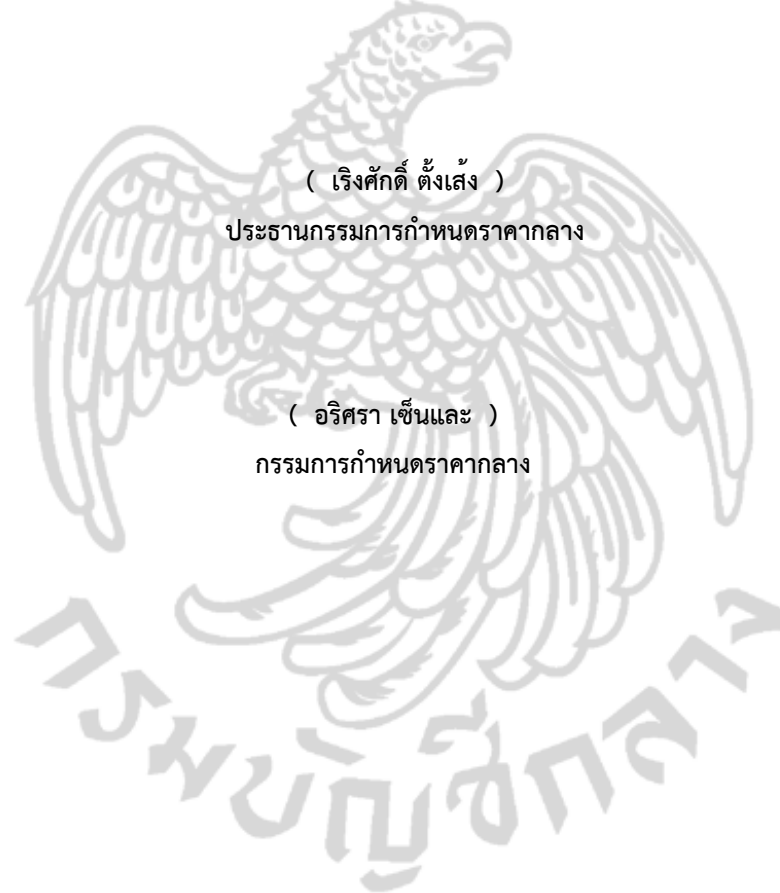 ( เริงศักดิ์ ตั้งเส้ง )
ประธานกรรมการกำหนดราคากลาง
( อริศรา เซ็นและ )
กรรมการกำหนดราคากลาง
กรมบัญชีกลาง